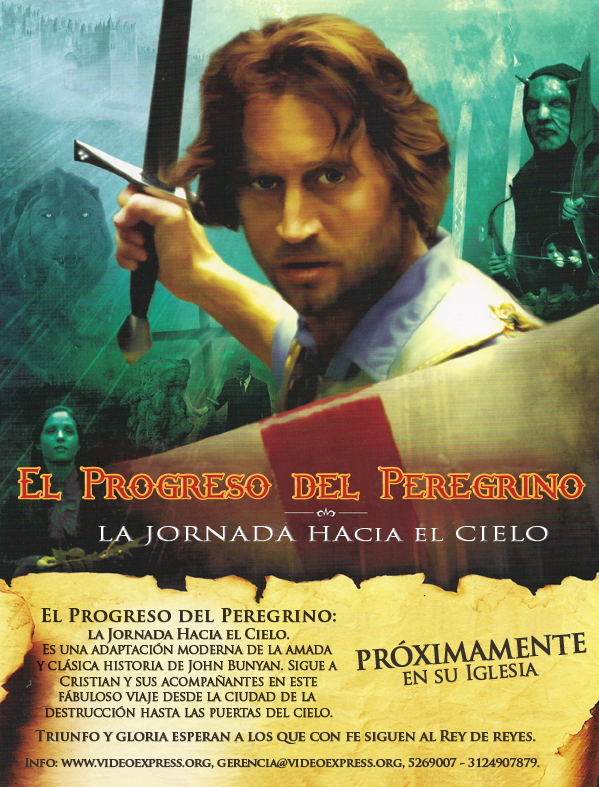 El Progreso del Peregrino
la jornada hacia el cielo
El Progreso del Peregrino:
la Jornada Hacia el Cielo.
Es una adaptación moderna de la amada
y clásica historia de John Bunyan. Sigue a
Cristian y sus acompañantes en este
fábuloso viaje desde la ciudad de la
destrucción hasta las puertas del cielo.
próximamente
en su Iglesia
Triunfo y gloria esperan a los que con fe siguen al Rey de reyes.
Info: www.videoexpress.org, gerencia@videoexpress.org, 5269007 - 3124907879.